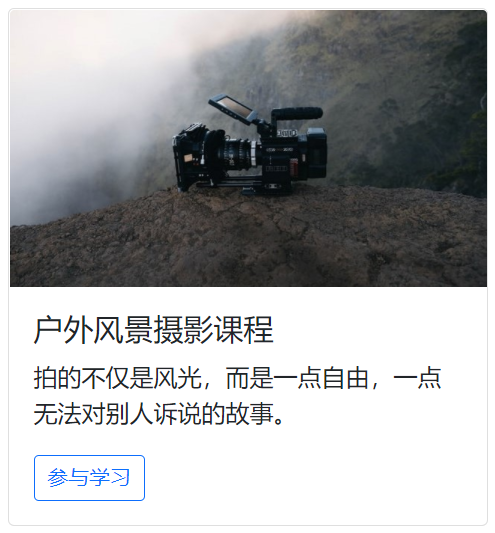 户外风景摄影课程
拍的不仅是风光，而是一点自由，一点
无法对别人诉说的故事。
参与学习